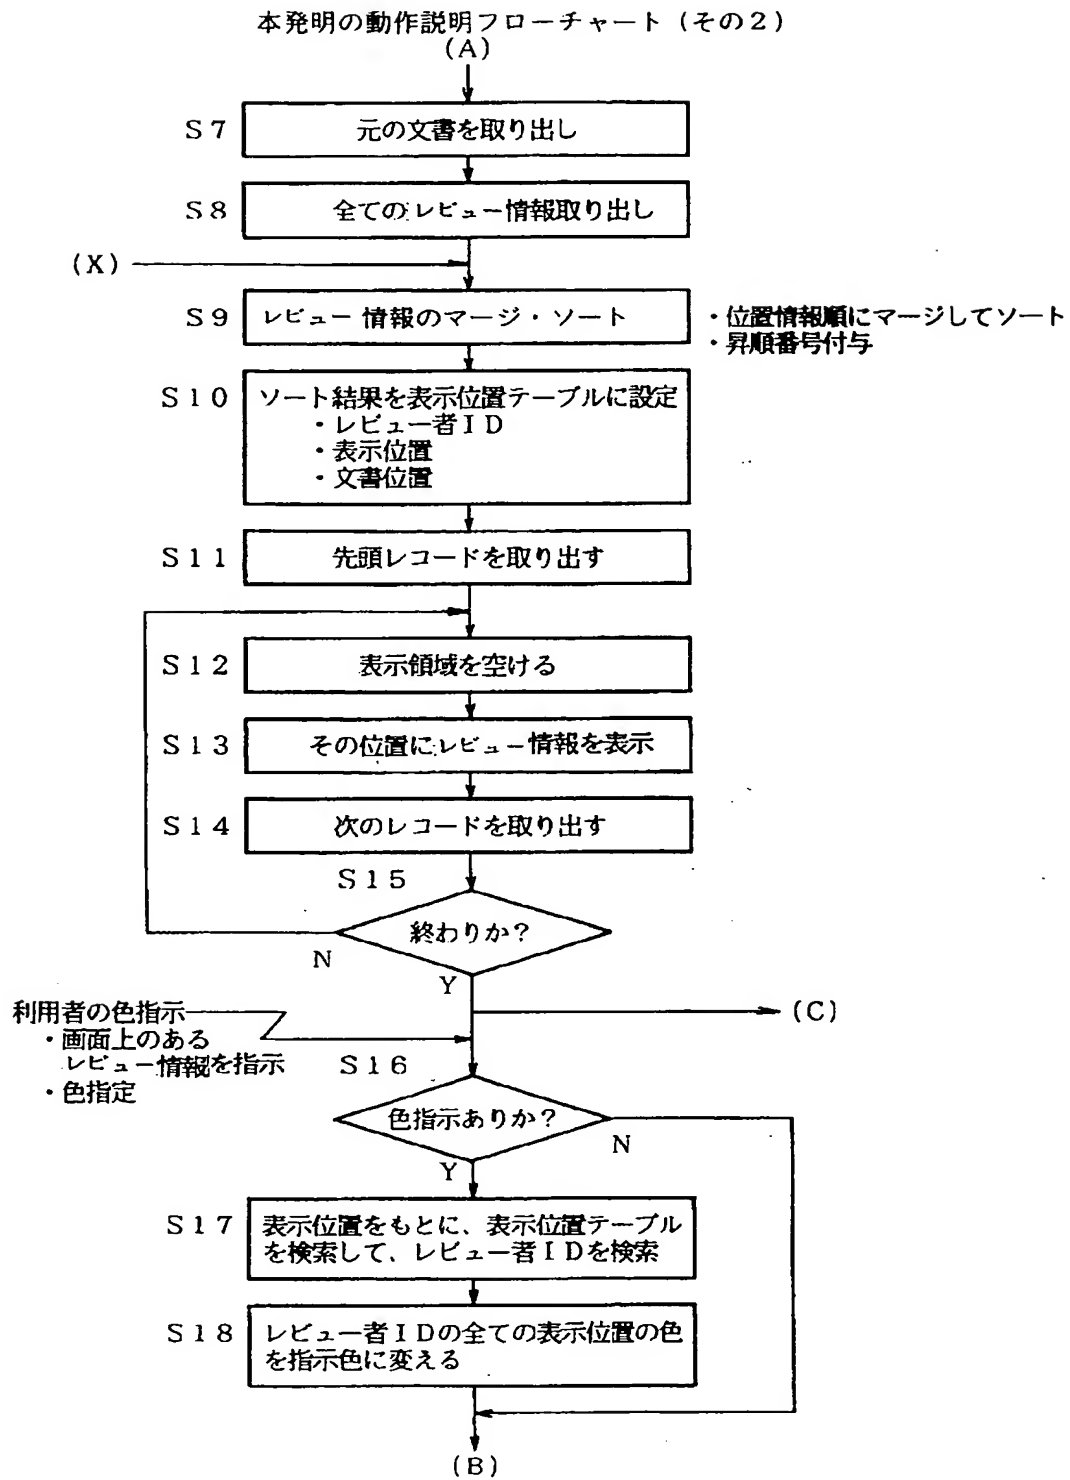 本発明の動作説明フローチャート（その２）
（Ａ）
Ｓ７
元の文書を取り出し
Ｓ８
全てのレビュー情報取り出し
（Ｘ）
Ｓ９
レビュー情報のマージ・ソート
・位置情報順にマージしてソート
・昇順番号付与
Ｓ１０
ソート結果を表示位置テーブルに設定
・レビュー者ＩＤ
・表示位置
・文書位置
Ｓ１１
先頭レコードを取り出す
Ｓ１２
表示領域を空ける
Ｓ１３
その位置にレビュー情報を表示
Ｓ１４
次のレコードを取り出す
Ｓ１５
終わりか？
Ｎ
Ｙ
利用者の色指示
・画面上のある
レビュー情報を指示
・色指定
（Ｃ）
Ｓ１６
色指示ありか？
Ｎ
Ｙ
Ｓ１７
表示位置をもとに、表示位置テーブル
を検索して、レビュー者ＩＤを検索
Ｓ１８
レビュー者ＩＤの全ての表示位置の色
を指示色に変える
（Ｂ）